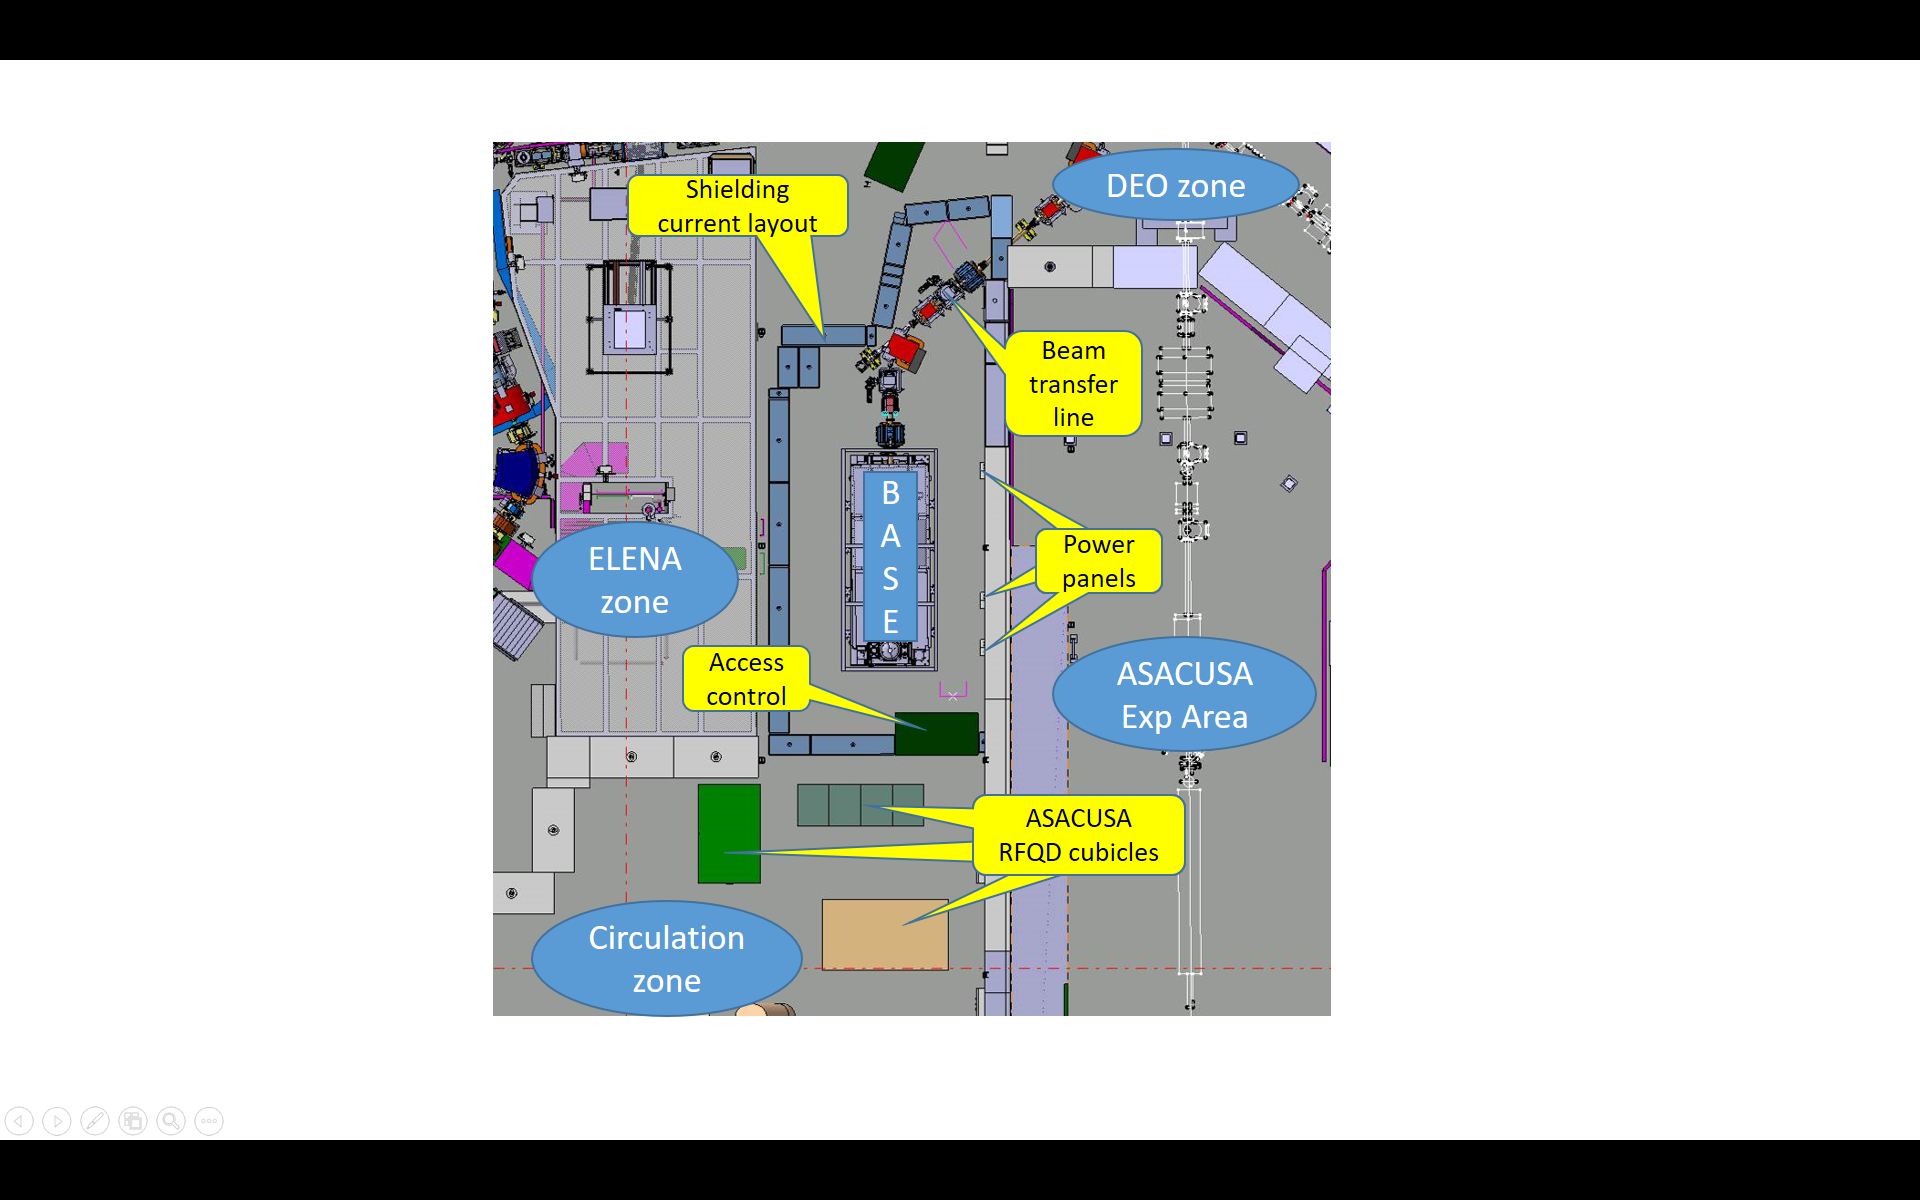 DEO zone
Shielding
current layout
Beam
transfer
line
B
A
S
E
Power
panels
ELENA
zone
Access
control
ASACUSA
Exp Area
ASACUSA
RFQD cubicles
Circulation
zone